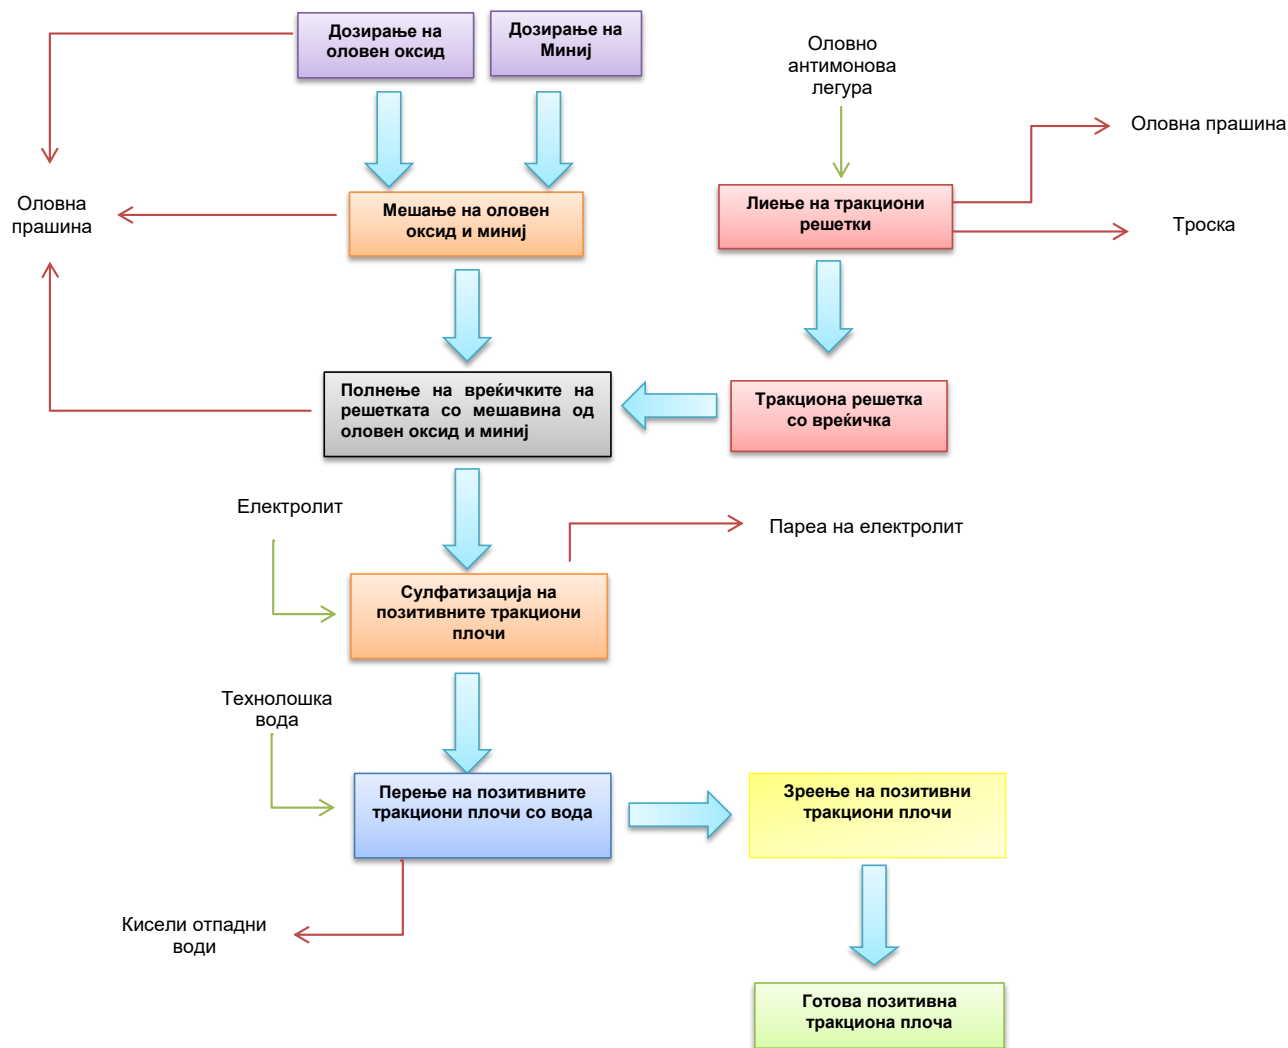 Дозирање на
оловен оксид
Дозирање на
Миниј
Оловно
антимонова
легура
Оловна прашина
Оловна
прашина
Мешање на оловен
оксид и миниј
Лиење на тракциони
решетки
Троска
Полнење на вреќичките на
решетката со мешавина од
оловен оксид и миниј
Тракциона решетка
со врeќичка
Електролит
Пареа на електролит
Сулфатизација на
позитивните тракциони
плочи
Технолошка
вода
Перење на позитивните
тракциони плочи со вода
Зреење на позитивни
тракциони плочи
Кисели отпадни
води
Готова позитивна
тракциона плоча